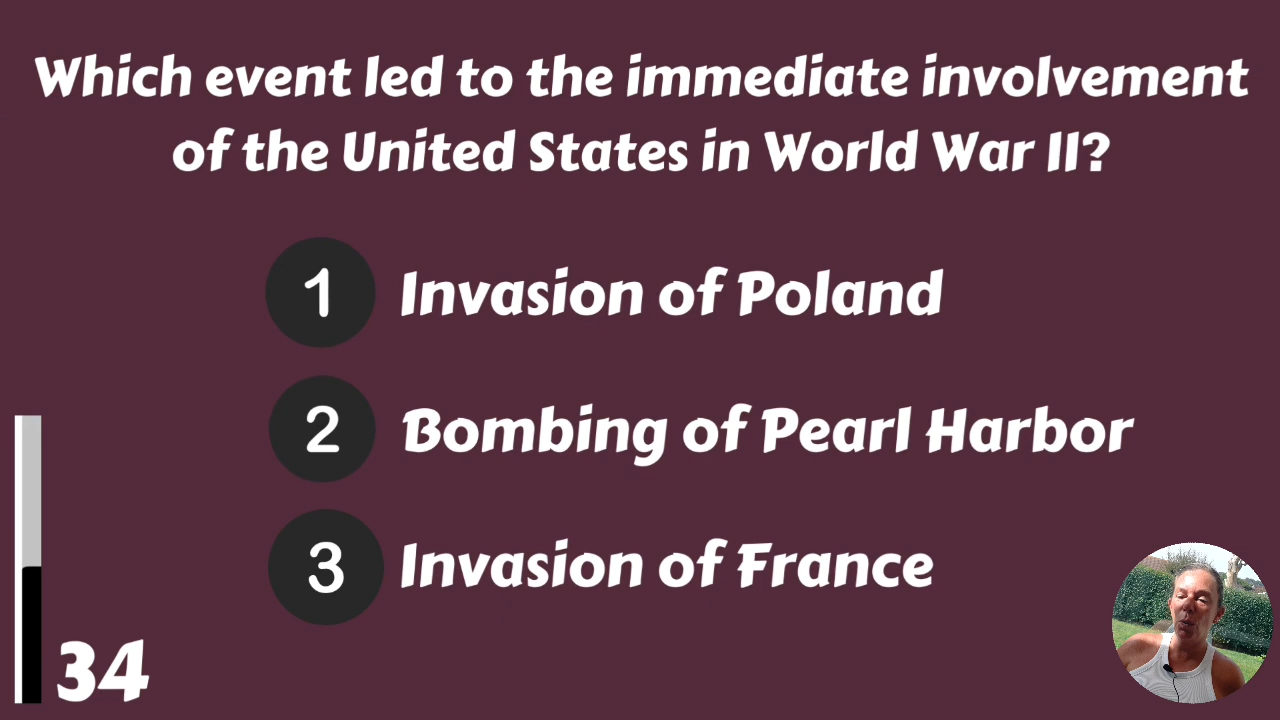 Which event led to the immediate involvement
of the United States in World War II?
1 Invasion of Poland
2 Bombing of Pearl Harbor
3 Invasion of France
34